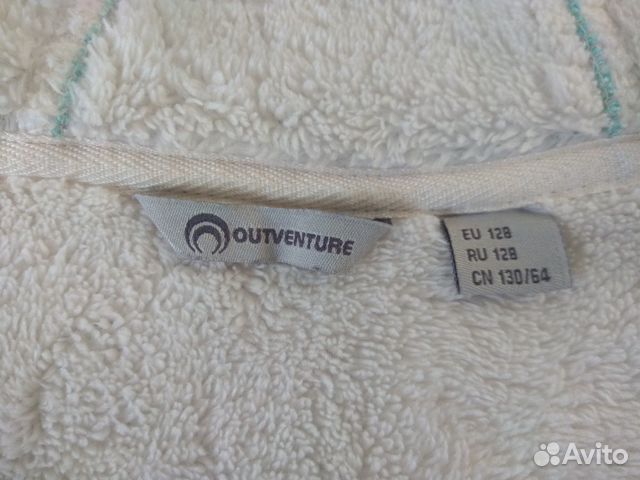 OUTVENTURE
EU 128
RU 128
CN 130/64
Avito